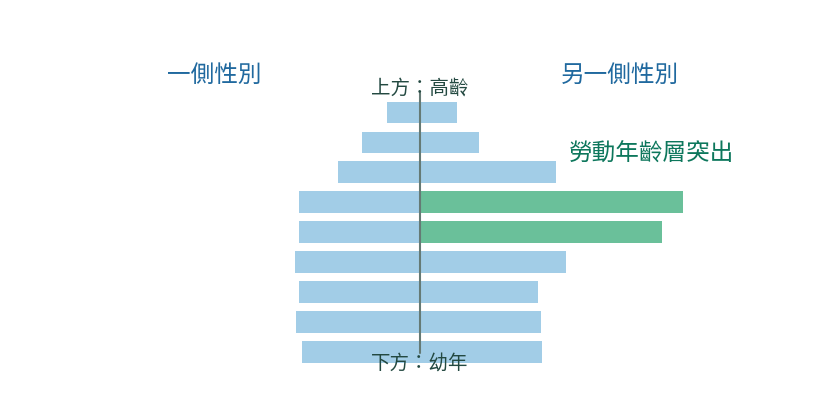 一側性別
另一側性別
上方：高齡
勞動年齡層突出
下方：幼年